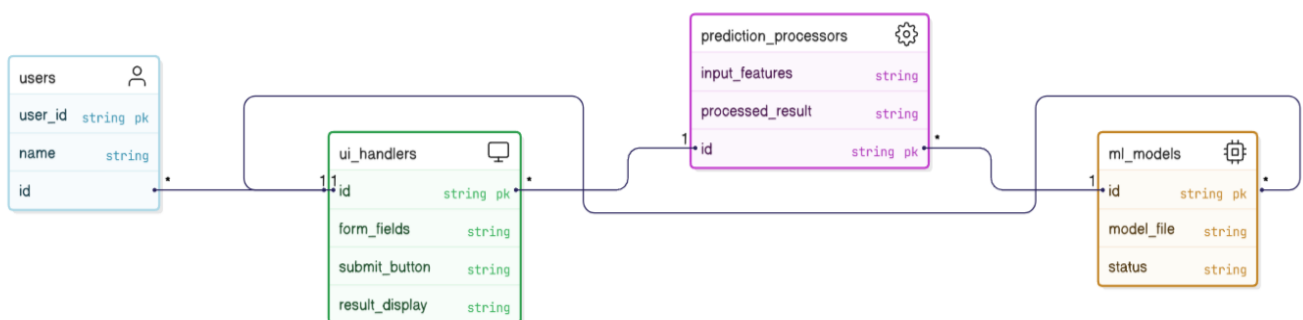 users
user_id string pk
name string
id
*
11
ui_handlers
id string pk
form_fields string
submit_button string
result_display string
*
1
prediction_processors
input_features string
processed_result string
id string pk
*
1
ml_models
id string pk
model_file string
status string
*